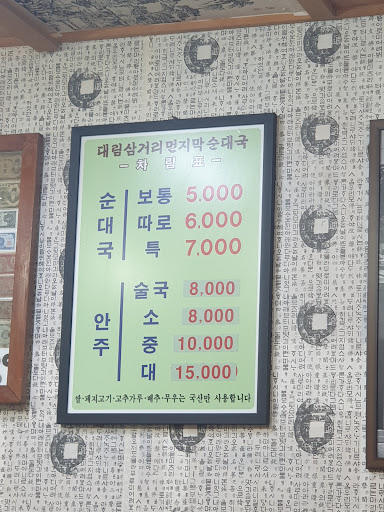 대림삼거리먼지막순대국
- 차림표 -
순대국
보통 5,000
따로 6,000
특 7,000
안주
술국 8,000
소 8,000
중 10,000
대 15,000
쌀·돼지고기·고추가루·배추·무우는 국산만 사용합니다